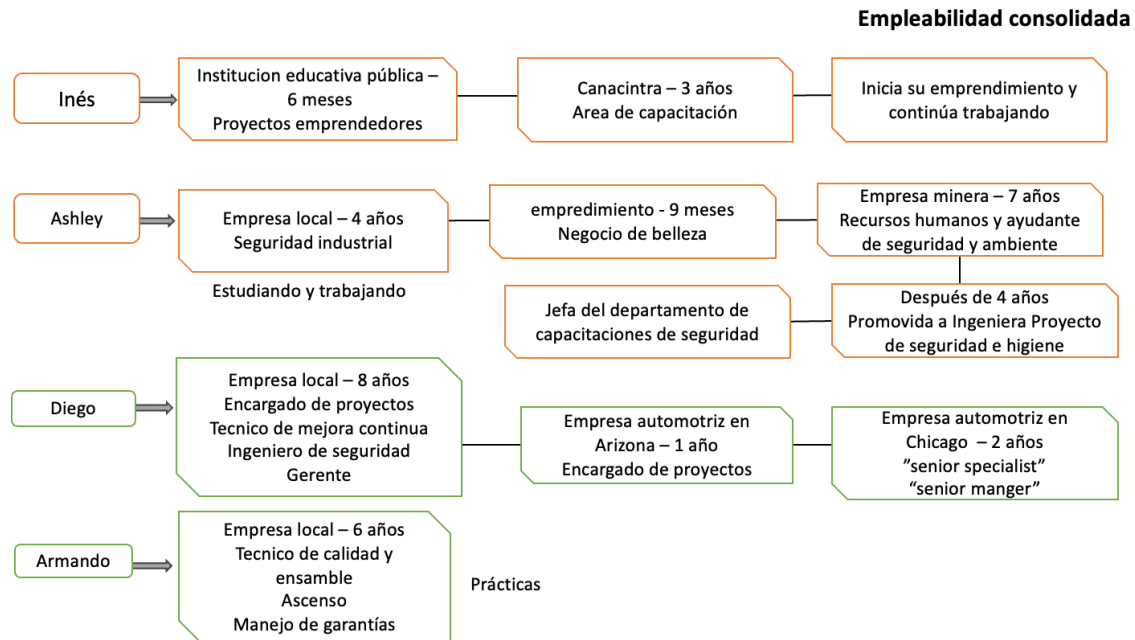 Empleabilidad consolidada
Inés
Institucion educativa pública –
6 meses
Proyectos emprendedores
Canacintra – 3 años
Area de capacitación
Inicia su emprendimiento y
continúa trabajando
Ashley
Empresa local – 4 años
Seguridad industrial
Estudiando y trabajando
empredimiento - 9 meses
Negocio de belleza
Empresa minera – 7 años
Recursos humanos y ayudante
de seguridad y ambiente
Después de 4 años
Promovida a Ingeniera Proyecto
de seguridad e higiene
Jefa del departamento de
capacitaciones de seguridad
Diego
Empresa local – 8 años
Encargado de proyectos
Tecnico de mejora continua
Ingeniero de seguridad
Gerente
Empresa automotriz en
Arizona – 1 año
Encargado de proyectos
Empresa automotriz en
Chicago – 2 años
”senior specialist”
“senior manger”
Armando
Empresa local – 6 años
Tecnico de calidad y
ensamble
Ascenso
Manejo de garantías
Prácticas